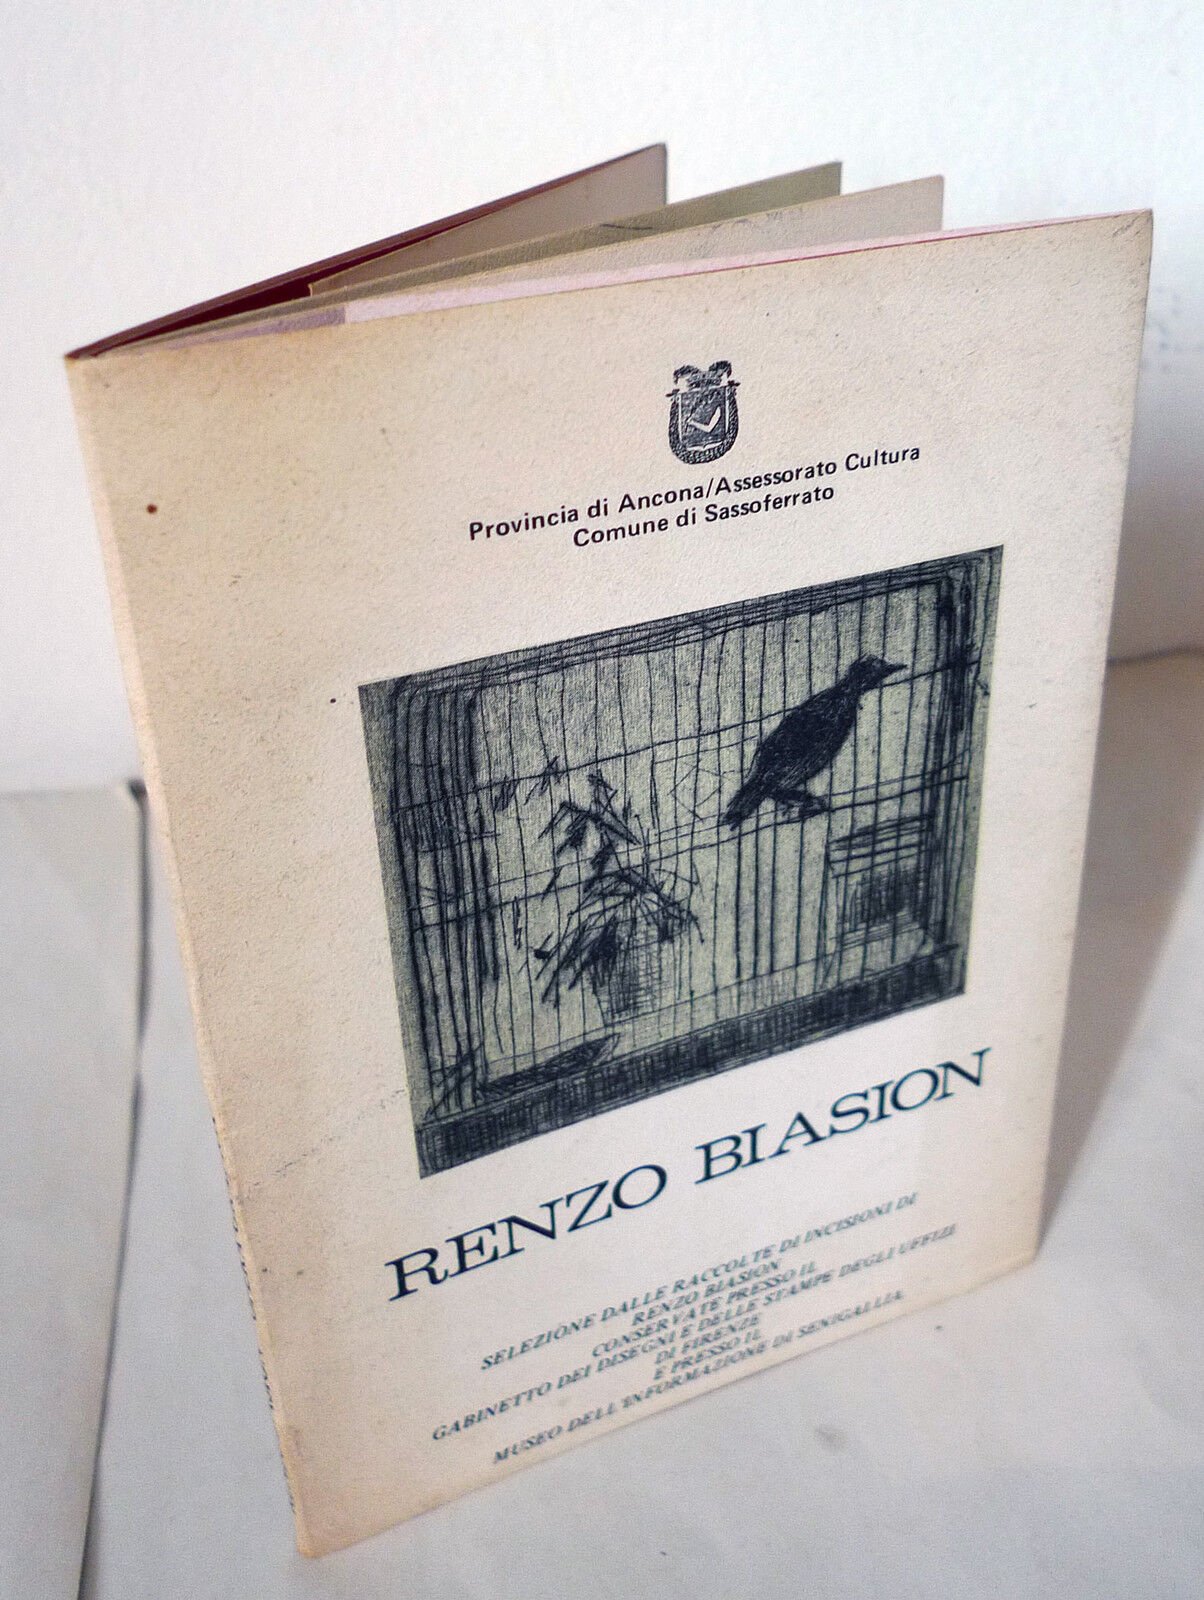 Provincia di Ancona/Assessorato Cultura
Comune di Sassoferrato
RENZO BIASION
SELEZIONE DALLE RACCOLTE DI INCISIONI DI
RENZO BIASION
CONSERVATE PRESSO IL
GABINETTO DEI DISEGNI E DELLE STAMPE DEGLI UFFIZI
DI FIRENZE
E PRESSO IL
MUSEO DELL'INFORMAZIONE DI SENIGALLIA